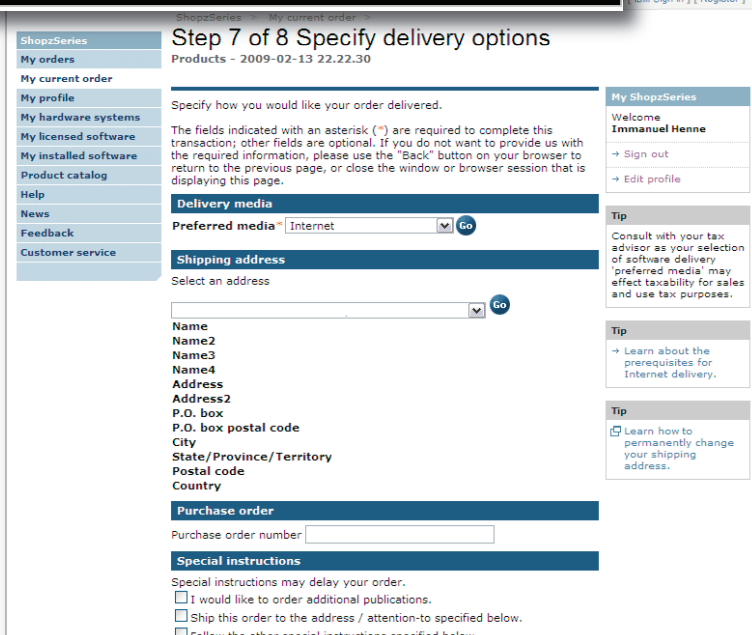 [ IBM Sign in ] [ Register ]
ShopzSeries > My current order >
Step 7 of 8 Specify delivery options
Products - 2009-02-13 22.22.30
ShopzSeries
My orders
My current order
My profile
My hardware systems
My licensed software
My installed software
Product catalog
Help
News
Feedback
Customer service
Specify how you would like your order delivered.
The fields indicated with an asterisk (*) are required to complete this
transaction; other fields are optional. If you do not want to provide us with
the required information, please use the "Back" button on your browser to
return to the previous page, or close the window or browser session that is
displaying this page.
Delivery media
Preferred media* Internet Go
Shipping address
Select an address
Go
Name
Name2
Name3
Name4
Address
Address2
P.O. box
P.O. box postal code
City
State/Province/Territory
Postal code
Country
Purchase order
Purchase order number
Special instructions
Special instructions may delay your order.
I would like to order additional publications.
Ship this order to the address / attention-to specified below.
Follow the other special instructions specified below.
My ShopzSeries
Welcome
Immanuel Henne
→ Sign out
→ Edit profile
Tip
Consult with your tax
advisor as your selection
of software delivery
'preferred media' may
effect taxability for sales
and use tax purposes.
Tip
→ Learn about the
prerequisites for
Internet delivery.
Tip
Learn how to
permanently change
your shipping
address.